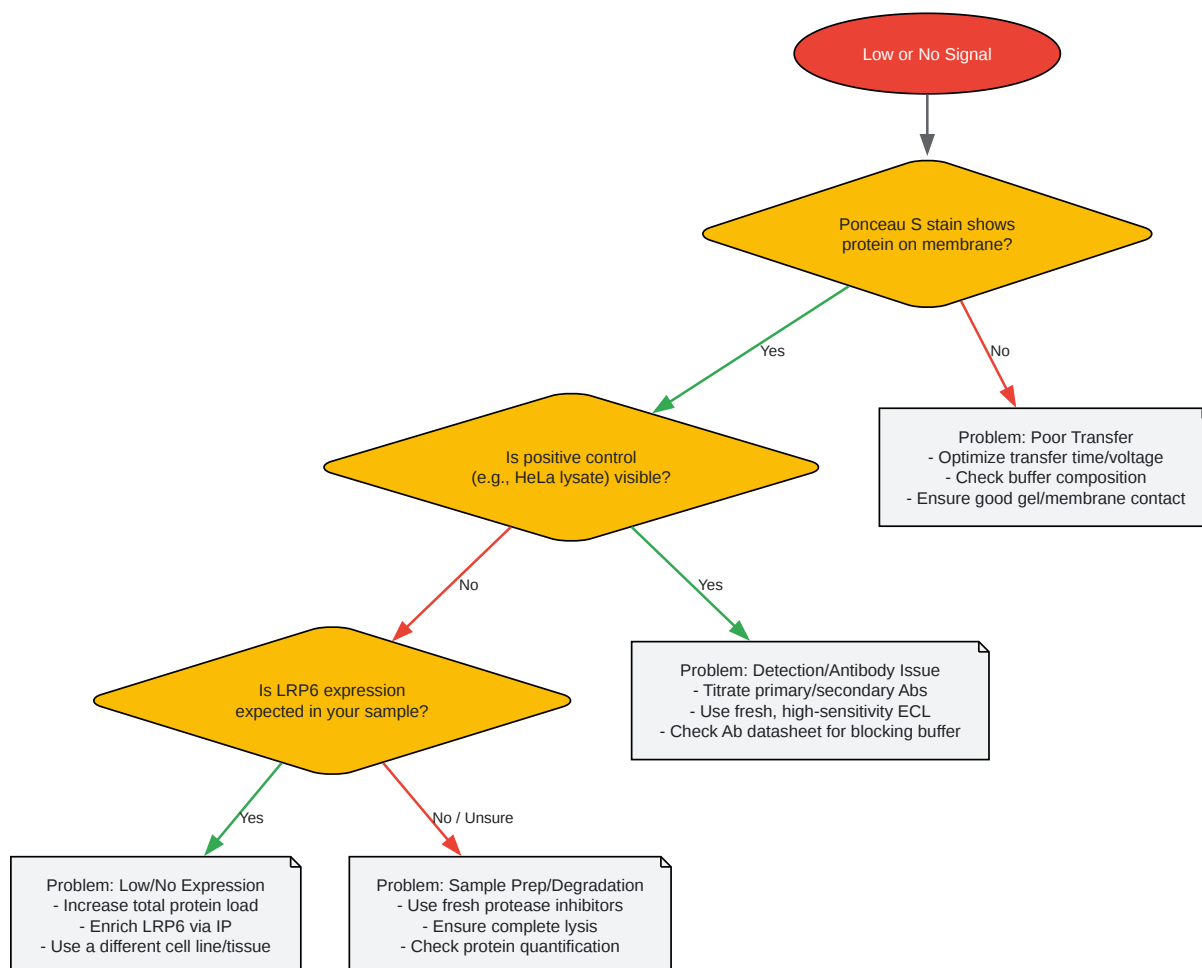 Low or No Signal
Ponceau S stain shows
protein on membrane?
Yes
No
Problem: Poor Transfer
- Optimize transfer time/voltage
- Check buffer composition
- Ensure good gel/membrane contact
Is positive control
(e.g., HeLa lysate) visible?
No
Yes
Problem: Detection/Antibody Issue
- Titrate primary/secondary Abs
- Use fresh, high-sensitivity ECL
- Check Ab datasheet for blocking buffer
Is LRP6 expression
expected in your sample?
Yes
No / Unsure
Problem: Low/No Expression
- Increase total protein load
- Enrich LRP6 via IP
- Use a different cell line/tissue
Problem: Sample Prep/Degradation
- Use fresh protease inhibitors
- Ensure complete lysis
- Check protein quantification